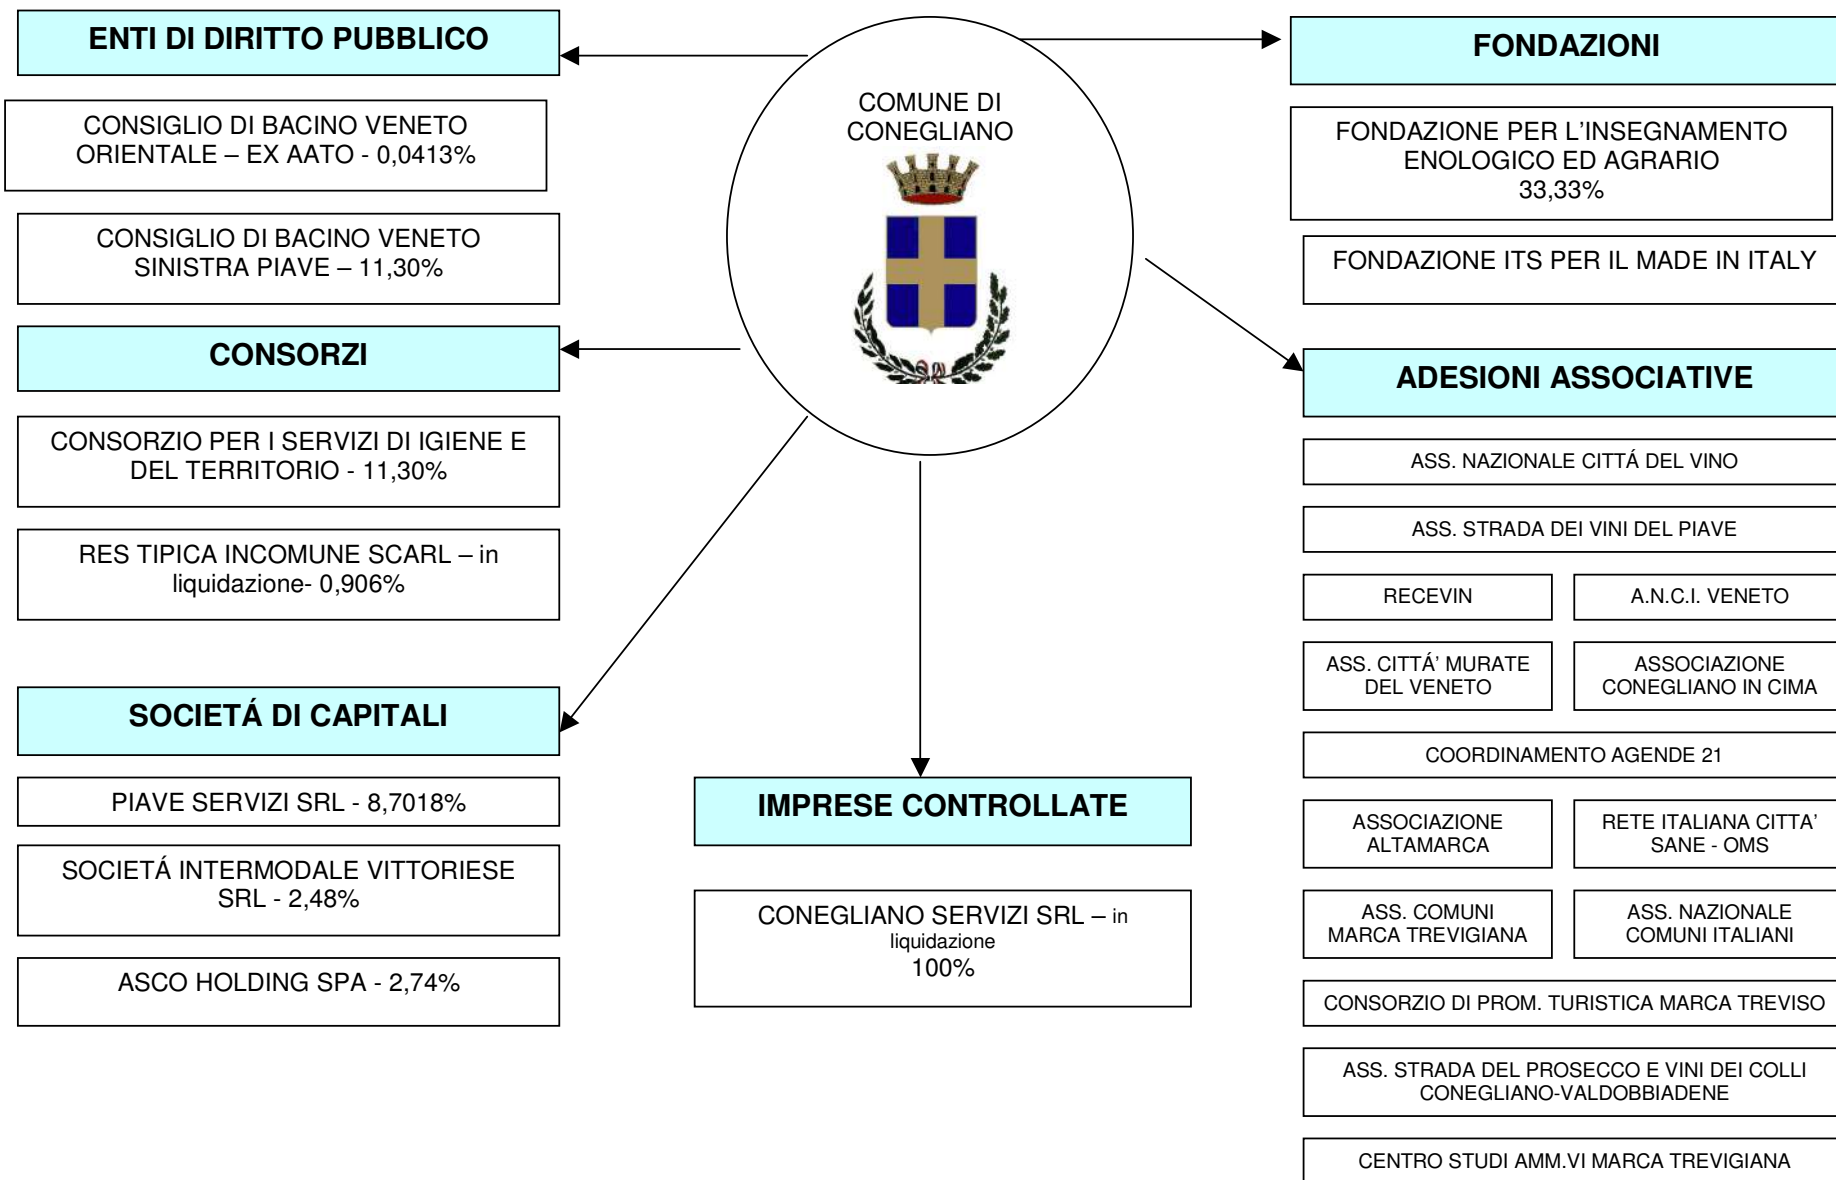 ENTI DI DIRITTO PUBBLICO
CONSIGLIO DI BACINO VENETO
ORIENTALE – EX AATO - 0,0413%
CONSIGLIO DI BACINO VENETO
SINISTRA PIAVE – 11,30%
CONSORZI
CONSORZIO PER I SERVIZI DI IGIENE E
DEL TERRITORIO - 11,30%
RES TIPICA INCOMUNE SCARL – in
liquidazione- 0,906%
SOCIETÁ DI CAPITALI
PIAVE SERVIZI SRL - 8,7018%
SOCIETÁ INTERMODALE VITTORIESE
SRL - 2,48%
ASCO HOLDING SPA - 2,74%
COMUNE DI
CONEGLIANO
IMPRESE CONTROLLATE
CONEGLIANO SERVIZI SRL – in
liquidazione
100%
FONDAZIONI
FONDAZIONE PER L'INSEGNAMENTO
ENOLOGICO ED AGRARIO
33,33%
FONDAZIONE ITS PER IL MADE IN ITALY
ADESIONI ASSOCIATIVE
ASS. NAZIONALE CITTÁ DEL VINO
ASS. STRADA DEI VINI DEL PIAVE
RECEVIN
A.N.C.I. VENETO
ASS. CITTÁ' MURATE
DEL VENETO
ASSOCIAZIONE
CONEGLIANO IN CIMA
COORDINAMENTO AGENDE 21
ASSOCIAZIONE
ALTAMARCA
RETE ITALIANA CITTA'
SANE - OMS
ASS. COMUNI
MARCA TREVIGIANA
ASS. NAZIONALE
COMUNI ITALIANI
CONSORZIO DI PROM. TURISTICA MARCA TREVISO
ASS. STRADA DEL PROSECCO E VINI DEI COLLI
CONEGLIANO-VALDOBBIADENE
CENTRO STUDI AMM.VI MARCA TREVIGIANA